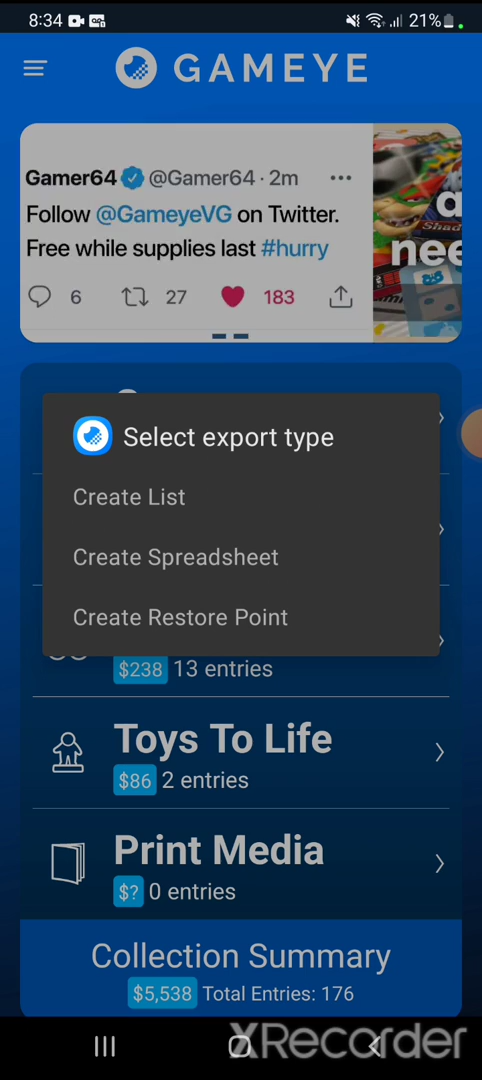 8:34 21%
GAMEYE
Gamer64 @Gamer64 · 2m
Follow @GameyeVG on Twitter.
Free while supplies last #hurry
6 27 183
nee
Select export type
Create List
Create Spreadsheet
Create Restore Point
$238 13 entries
Toys To Life
$86 2 entries
Print Media
$? 0 entries
Collection Summary
$5,538 Total Entries: 176
XRecorder